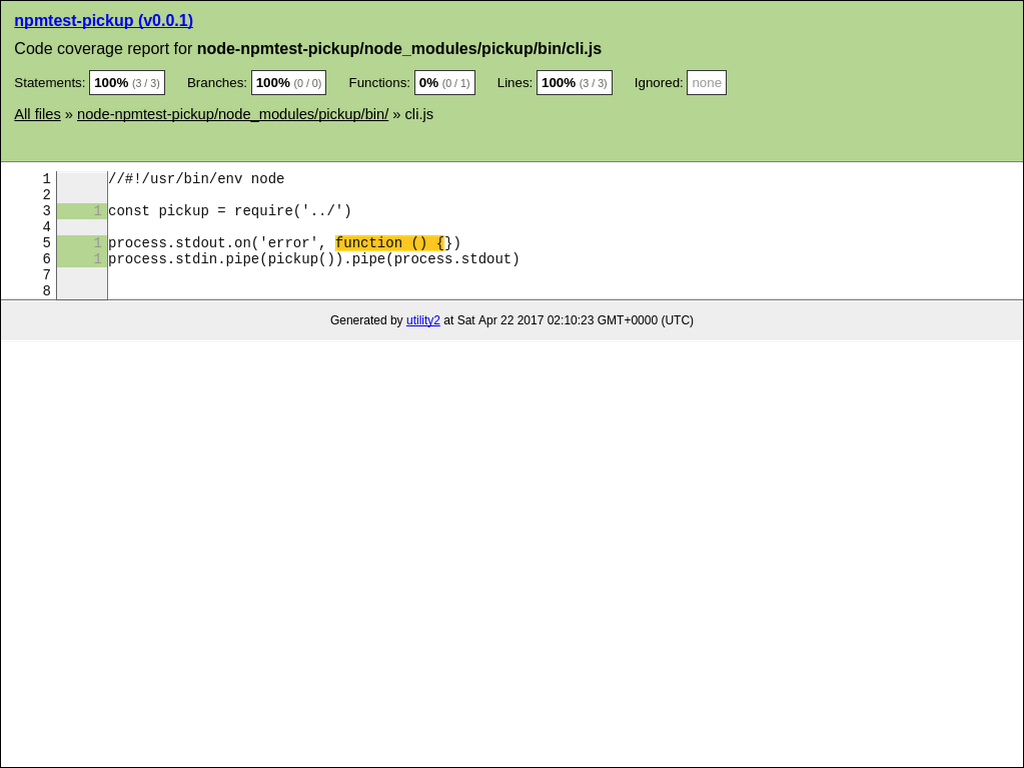 npmtest-pickup (v0.0.1)
Code coverage report for node-npmtest-pickup/node_modules/pickup/bin/cli.js
Statements: 100% (3 / 3) Branches: 100% (0 / 0) Functions: 0% (0 / 1) Lines: 100% (3 / 3) Ignored: none
All files » node-npmtest-pickup/node_modules/pickup/bin/ » cli.js
1 //#!/usr/bin/env node
2
3 1 const pickup = require('../')
4
5 1 process.stdout.on('error', function () {})
6 1 process.stdin.pipe(pickup()).pipe(process.stdout)
7
8
Generated by utility2 at Sat Apr 22 2017 02:10:23 GMT+0000 (UTC)